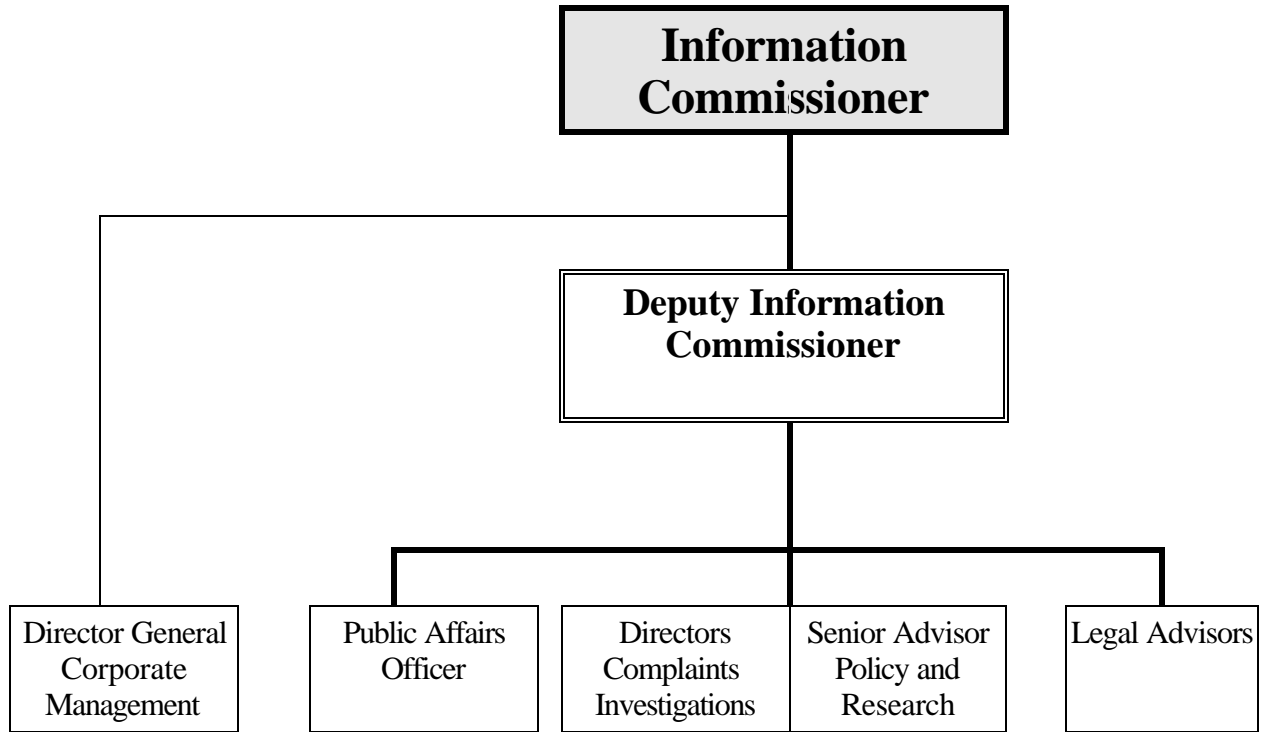 Information
Commissioner
Deputy Information
Commissioner
Director General
Corporate
Management
Public Affairs
Officer
Directors
Complaints
Investigations
Senior Advisor
Policy and
Research
Legal Advisors